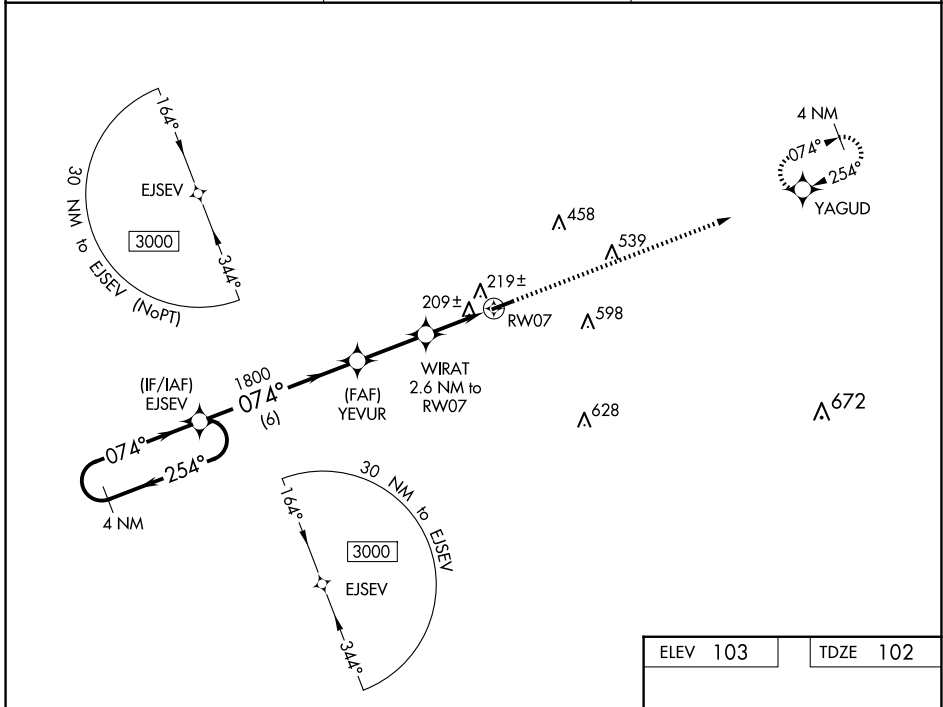 164°
EJSEV
3000
344°
30 NM to EJSEV (NoPT)
4 NM
074°
254°
YAGUD
458
539
219±
209±
RW07
598
WIRAT
2.6 NM to
RW07
(FAF)
YEVUR
1800
074°
(6)
(IF/IAF)
EJSEV
074°
254°
4 NM
628
672
30 NM to EJSEV
164°
3000
EJSEV
344°
ELEV 103
TDZE 102